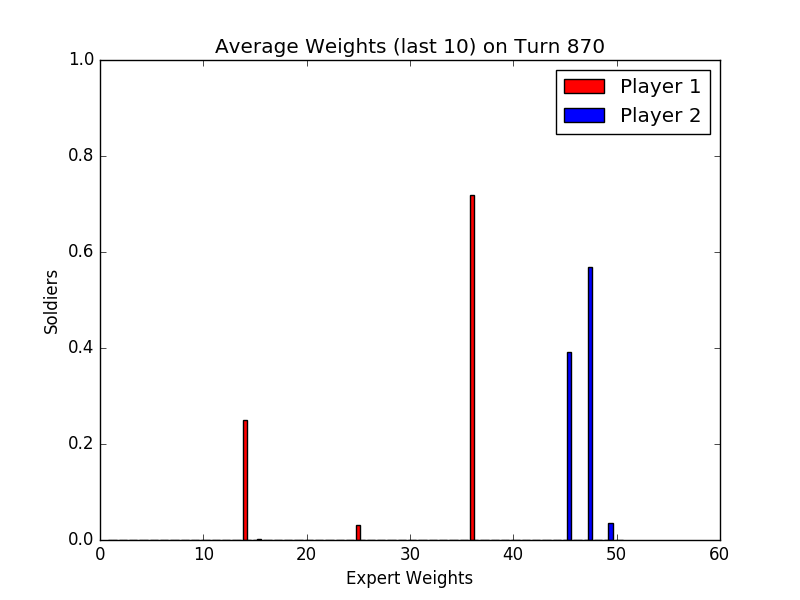 Average Weights (last 10) on Turn 870
1.0
Player 1
Player 2
0.8
0.6
Soldiers
0.4
0.2
0.0
0 10 20 30 40 50 60
Expert Weights